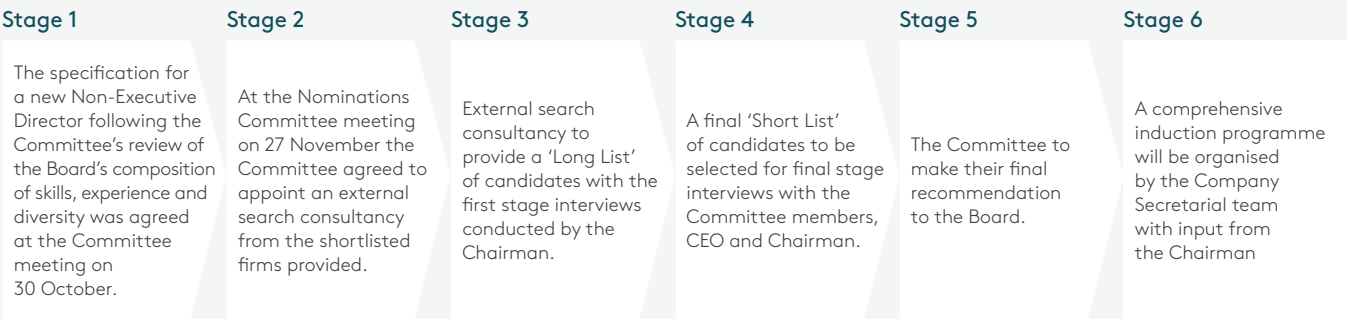 Stage 1
The specification for
a new Non-Executive
Director following the
Committee's review of
the Board's composition
of skills, experience and
diversity was agreed
at the Committee
meeting on
30 October.
Stage 2
At the Nominations
Committee meeting
on 27 November the
Committee agreed to
appoint an external
search consultancy
from the shortlisted
firms provided.
Stage 3
External search
consultancy to
provide a ‘Long List’
of candidates with the
first stage interviews
conducted by the
Chairman.
Stage 4
A final ‘Short List’
of candidates to be
selected for final stage
interviews with the
Committee members,
CEO and Chairman.
Stage 5
The Committee to
make their final
recommendation
to the Board.
Stage 6
A comprehensive
induction programme
will be organised
by the Company
Secretarial team
with input from
the Chairman